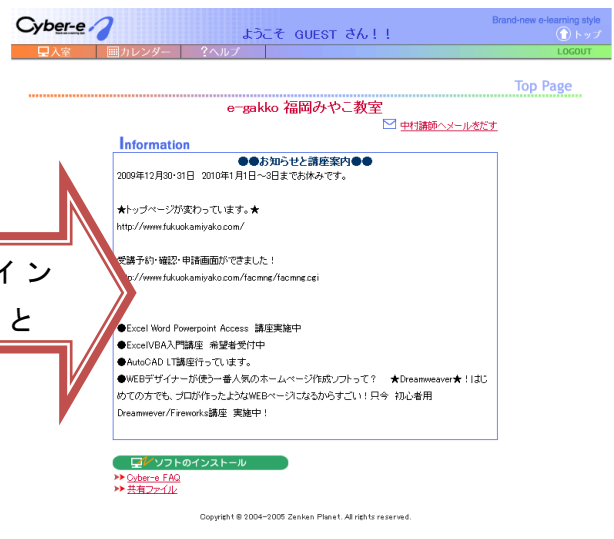 Cyber-e
ようこそ GUEST さん!!
Brand-new e-learning style
トップ
入室
カレンダー
?ヘルプ
LOGOUT
Top Page
e-gakko 福岡みやこ教室
中村講師へメールをだす
Information
●●お知らせと講座案内●●
2009年12月30・31日 2010年1月1日~3日までお休みです。
★トップページが変わっています。★
http://www.fukuokamiyako.com/
イン
と
受講予約・確認・申請画面ができました!
://www.fukuokamiyako.com/facmng/facmng.cgi
●Excel Word Powerpoint Access 講座実施中
●ExcelVBA入門講座 希望者受付中
●AutoCAD LT講座行っています。
●WEBデザイナーが使う一番人気のホームページ作成ソフトって? ★Dreamweaver★!はじ
めての方でも、プロが作ったようなWEBページになるからすごい!只今 初心者用
Dreamwever/Fireworks講座 実施中!
ソフトのインストール
Cyber-e FAQ
共有ファイル
Copyright © 2004-2005 Zenken Planet. All rights reserved.